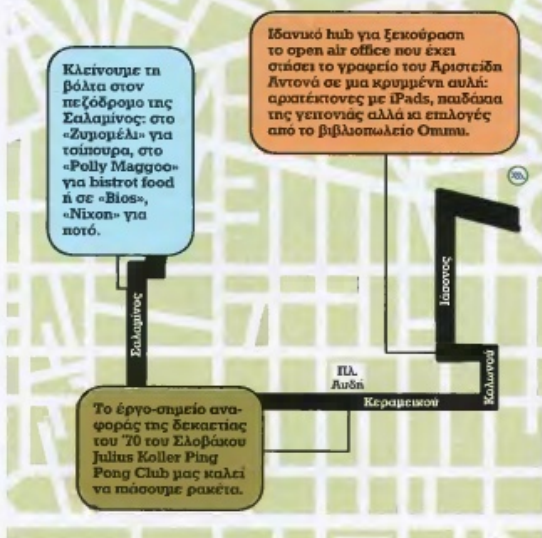 Ιδανικό hub για ξεκούραση
το open air office που έχει
στήσει το γραφείο του Αριστείδη
Αντονά σε μια κρυμμένη αυλή:
αρχιτέκτονες με iPads, παιδάκια
της γειτονιάς αλλά κι επιλογές
από το βιβλιοπωλείο Ommu.
Κλείνουμε τη
βόλτα στον
πεζόδρομο της
Σαλαμίνος: στο
«Ζυμομέλι» για
τσίπουρα, στο
«Polly Maggoo»
για bistrot food
ή σε «Bios»,
«Nixon» για
ποτό.
Ιάσονος
Σαλαμίνος
Πλ.
Αυδή
Κεραμεικού
Κολωνού
Το έργο-σημείο ανα-
φοράς της δεκαετίας
του '70 του Σλοβάκου
Julius Koller Ping
Pong Club μας καλεί
να πιάσουμε ρακέτα.